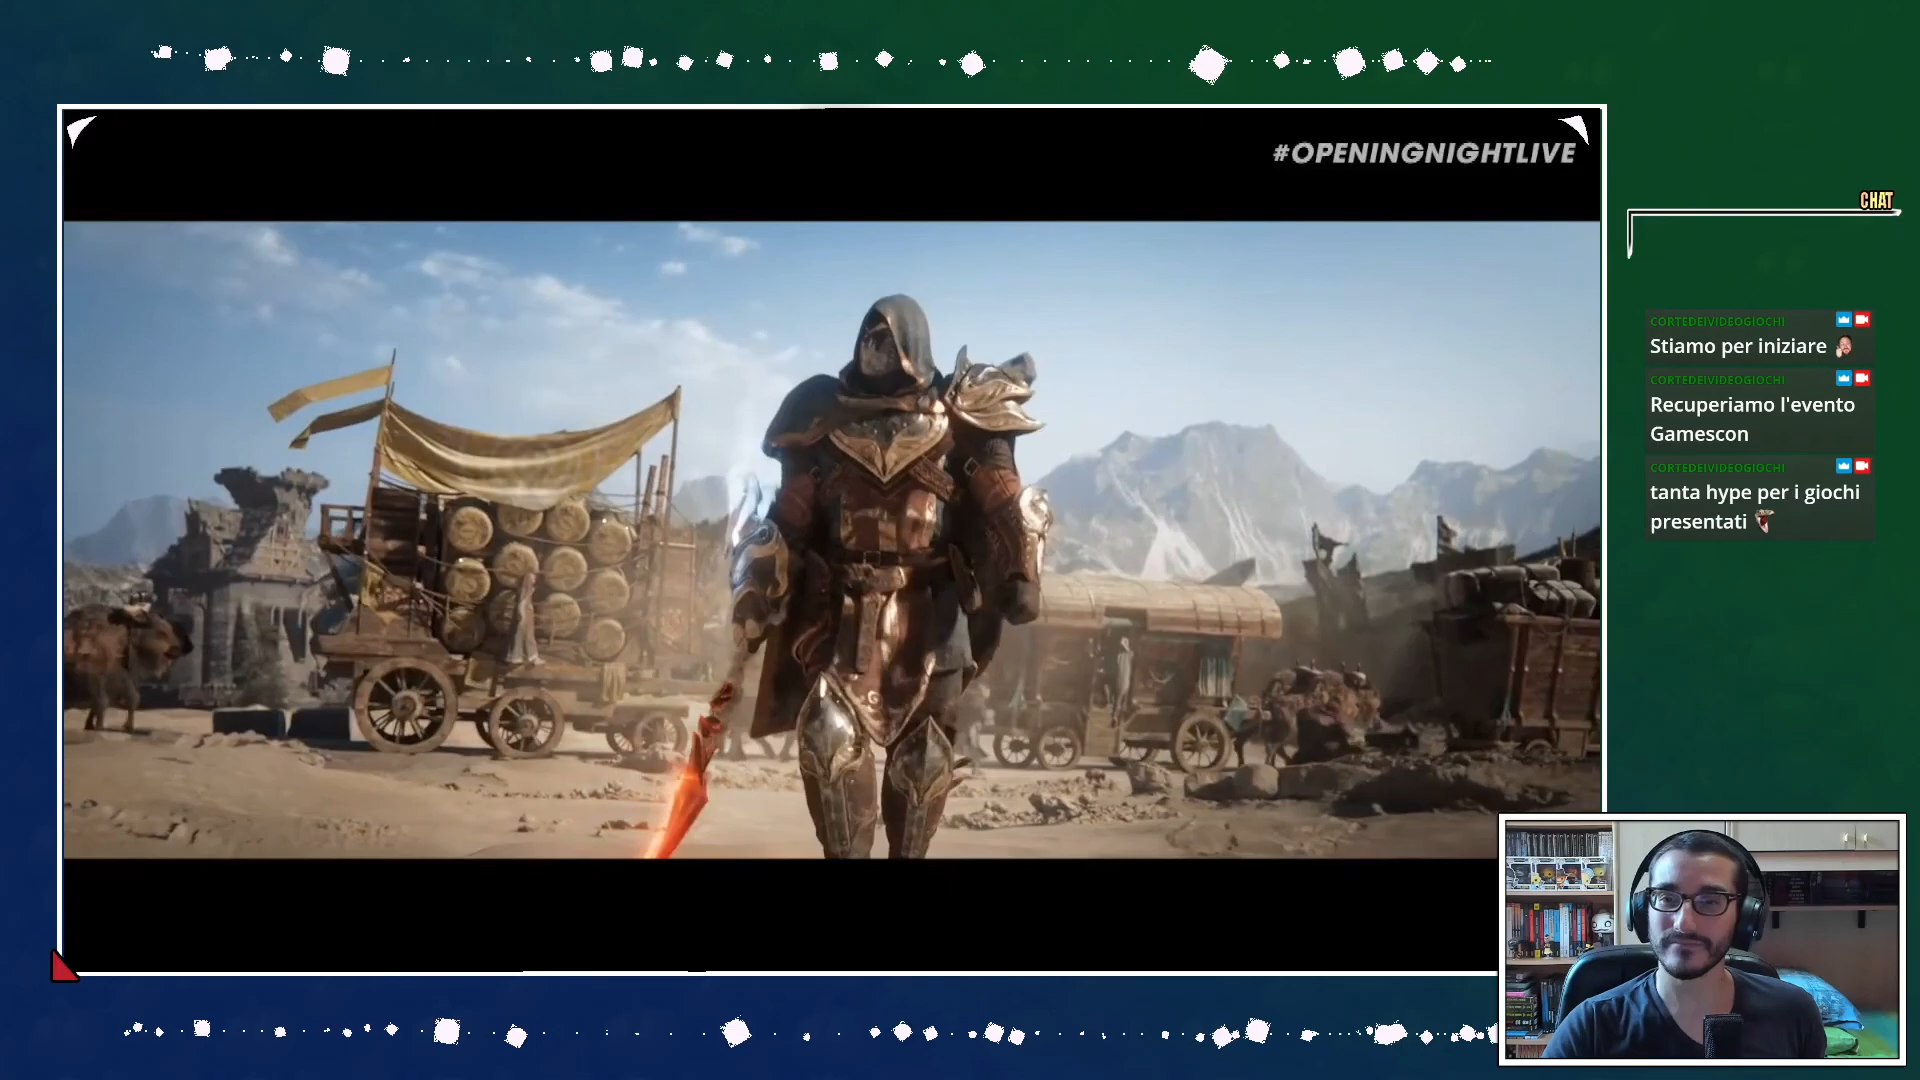 #OPENINGNIGHTLIVE
CHAT
CORTEDEIVIDEOGIOCHI
Stiamo per iniziare
CORTEDEIVIDEOGIOCHI
Recuperiamo l'evento
Gamescon
CORTEDEIVIDEOGIOCHI
tanta hype per i giochi
presentati